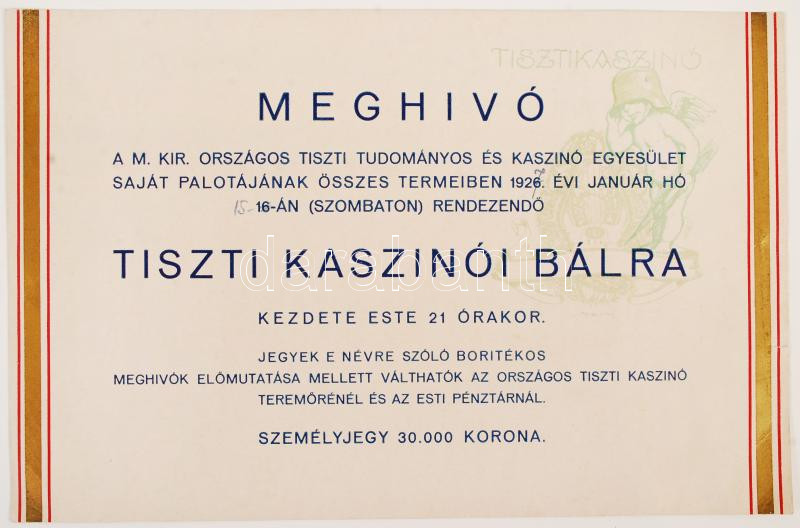 TISZTIKASZINÓ
MEGHIVÓ
A M. KIR. ORSZÁGOS TISZTI TUDOMÁNYOS ÉS KASZINÓ EGYESÜLET
SAJÁT PALOTÁJÁNAK ÖSSZES TERMEIBEN 1926. ÉVI JANUÁR HÓ
15-16-ÁN (SZOMBATON) RENDEZENDŐ
TISZTI KASZINÓI BÁLRA
darabanth
KEZDETE ESTE 21 ÓRAKOR.
JEGYEK E NÉVRE SZÓLÓ BORITÉKOS
MEGHIVÓK ELŐMUTATÁSA MELLETT VÁLTHATÓK AZ ORSZÁGOS TISZTI KASZINÓ
TEREMŐRÉNÉL ÉS AZ ESTI PÉNZTÁRNÁL.
SZEMÉLYJEGY 30.000 KORONA.